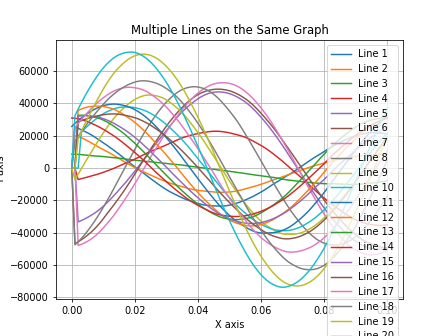 Multiple Lines on the Same Graph
60000
40000
20000
0
−20000
−40000
−60000
−80000
0.00
0.02
0.04
0.06
X axis
Line 1
Line 2
Line 3
Line 4
Line 5
Line 6
Line 7
Line 8
Line 9
Line 10
Line 11
Line 12
Line 13
Line 14
Line 15
Line 16
Line 17
Line 18
Line 19
Line 20